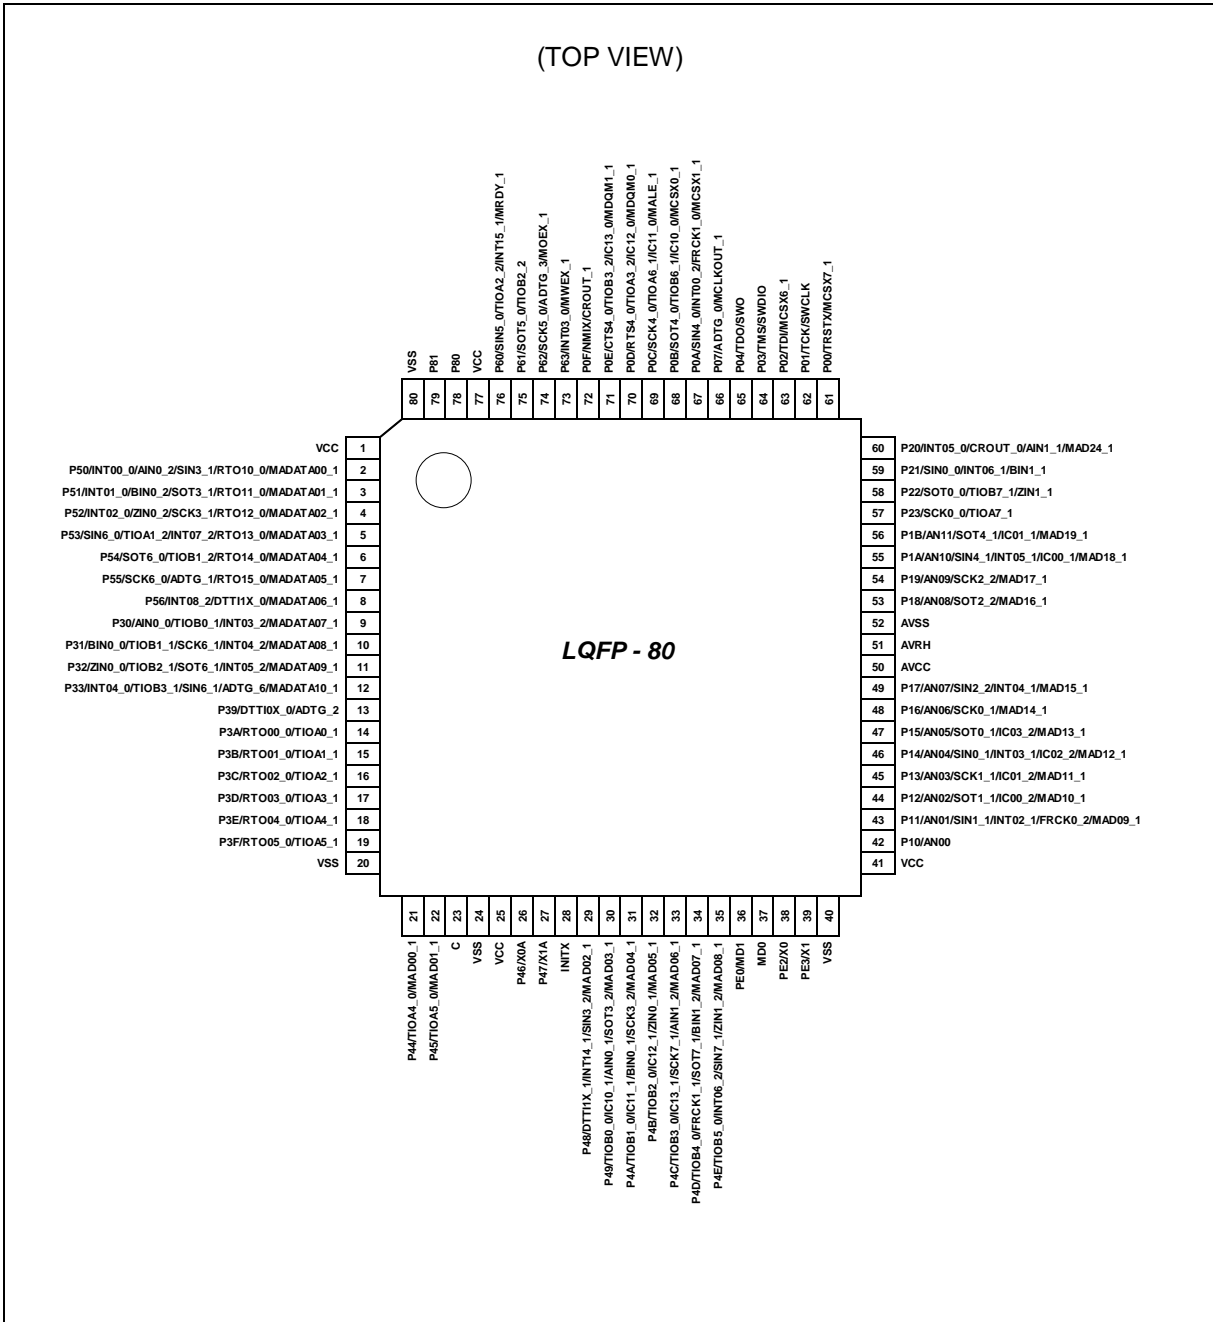 (TOP VIEW)
VSS
P81
P80
VCC
P60/SIN5_0/TIOA2_2/INT15_1/MRDY_1
P61/SOT5_0/TIOB2_2
P62/SCK5_0/ADTG_3/MOEX_1
P63/INT03_0/MWEX_1
P0F/NMIX/CROUT_1
P0E/CTS4_0/TIOB3_2/IC13_0/MDQM1_1
P0D/RTS4_0/TIOA3_2/IC12_0/MDQM0_1
P0C/SCK4_0/TIOA6_1/IC11_0/MALE_1
P0B/SOT4_0/TIOB6_1/IC10_0/MCSX0_1
P0A/SIN4_0/INT00_2/FRCK1_0/MCSX1_1
P07/ADTG_0/MCLKOUT_1
P04/TDO/SWO
P03/TMS/SWDIO
P02/TDI/MCSX6_1
P01/TCK/SWCLK
P00/TRSTX/MCSX7_1
80 79 78 77 76 75 74 73 72 71 70 69 68 67 66 65 64 63 62 61
VCC 1
P50/INT00_0/AIN0_2/SIN3_1/RTO10_0/MADATA00_1 2
P51/INT01_0/BIN0_2/SOT3_1/RTO11_0/MADATA01_1 3
P52/INT02_0/ZIN0_2/SCK3_1/RTO12_0/MADATA02_1 4
P53/SIN6_0/TIOA1_2/INT07_2/RTO13_0/MADATA03_1 5
P54/SOT6_0/TIOB1_2/RTO14_0/MADATA04_1 6
P55/SCK6_0/ADTG_1/RTO15_0/MADATA05_1 7
P56/INT08_2/DTTI1X_0/MADATA06_1 8
P30/AIN0_0/TIOB0_1/INT03_2/MADATA07_1 9
P31/BIN0_0/TIOB1_1/SCK6_1/INT04_2/MADATA08_1 10
P32/ZIN0_0/TIOB2_1/SOT6_1/INT05_2/MADATA09_1 11
P33/INT04_0/TIOB3_1/SIN6_1/ADTG_6/MADATA10_1 12
P39/DTTI0X_0/ADTG_2 13
P3A/RTO00_0/TIOA0_1 14
P3B/RTO01_0/TIOA1_1 15
P3C/RTO02_0/TIOA2_1 16
P3D/RTO03_0/TIOA3_1 17
P3E/RTO04_0/TIOA4_1 18
P3F/RTO05_0/TIOA5_1 19
VSS 20
LQFP - 80
60 P20/INT05_0/CROUT_0/AIN1_1/MAD24_1
59 P21/SIN0_0/INT06_1/BIN1_1
58 P22/SOT0_0/TIOB7_1/ZIN1_1
57 P23/SCK0_0/TIOA7_1
56 P1B/AN11/SOT4_1/IC01_1/MAD19_1
55 P1A/AN10/SIN4_1/INT05_1/IC00_1/MAD18_1
54 P19/AN09/SCK2_2/MAD17_1
53 P18/AN08/SOT2_2/MAD16_1
52 AVSS
51 AVRH
50 AVCC
49 P17/AN07/SIN2_2/INT04_1/MAD15_1
48 P16/AN06/SCK0_1/MAD14_1
47 P15/AN05/SOT0_1/IC03_2/MAD13_1
46 P14/AN04/SIN0_1/INT03_1/IC02_2/MAD12_1
45 P13/AN03/SCK1_1/IC01_2/MAD11_1
44 P12/AN02/SOT1_1/IC00_2/MAD10_1
43 P11/AN01/SIN1_1/INT02_1/FRCK0_2/MAD09_1
42 P10/AN00
41 VCC
21 22 23 24 25 26 27 28 29 30 31 32 33 34 35 36 37 38 39 40
P44/TIOA4_0/MAD00_1
P45/TIOA5_0/MAD01_1
C
VSS
VCC
P46/X0A
P47/X1A
INITX
P48/DTTI1X_1/INT14_1/SIN3_2/MAD02_1
P49/TIOB0_0/IC10_1/AIN0_1/SOT3_2/MAD03_1
P4A/TIOB1_0/IC11_1/BIN0_1/SCK3_2/MAD04_1
P4B/TIOB2_0/IC12_1/ZIN0_1/MAD05_1
P4C/TIOB3_0/IC13_1/SCK7_1/AIN1_2/MAD06_1
P4D/TIOB4_0/FRCK1_1/SOT7_1/BIN1_2/MAD07_1
P4E/TIOB5_0/INT06_2/SIN7_1/ZIN1_2/MAD08_1
PE0/MD1
MD0
PE2/X0
PE3/X1
VSS